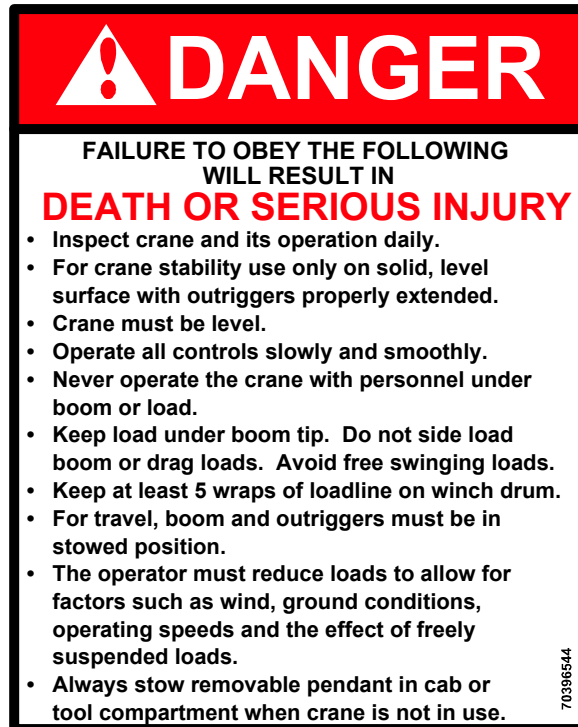 DANGER
FAILURE TO OBEY THE FOLLOWING
WILL RESULT IN
DEATH OR SERIOUS INJURY
• Inspect crane and its operation daily.
• For crane stability use only on solid, level
surface with outriggers properly extended.
• Crane must be level.
• Operate all controls slowly and smoothly.
• Never operate the crane with personnel under
boom or load.
• Keep load under boom tip. Do not side load
boom or drag loads. Avoid free swinging loads.
• Keep at least 5 wraps of loadline on winch drum.
• For travel, boom and outriggers must be in
stowed position.
• The operator must reduce loads to allow for
factors such as wind, ground conditions,
operating speeds and the effect of freely
suspended loads.
• Always stow removable pendant in cab or
tool compartment when crane is not in use.
70396544